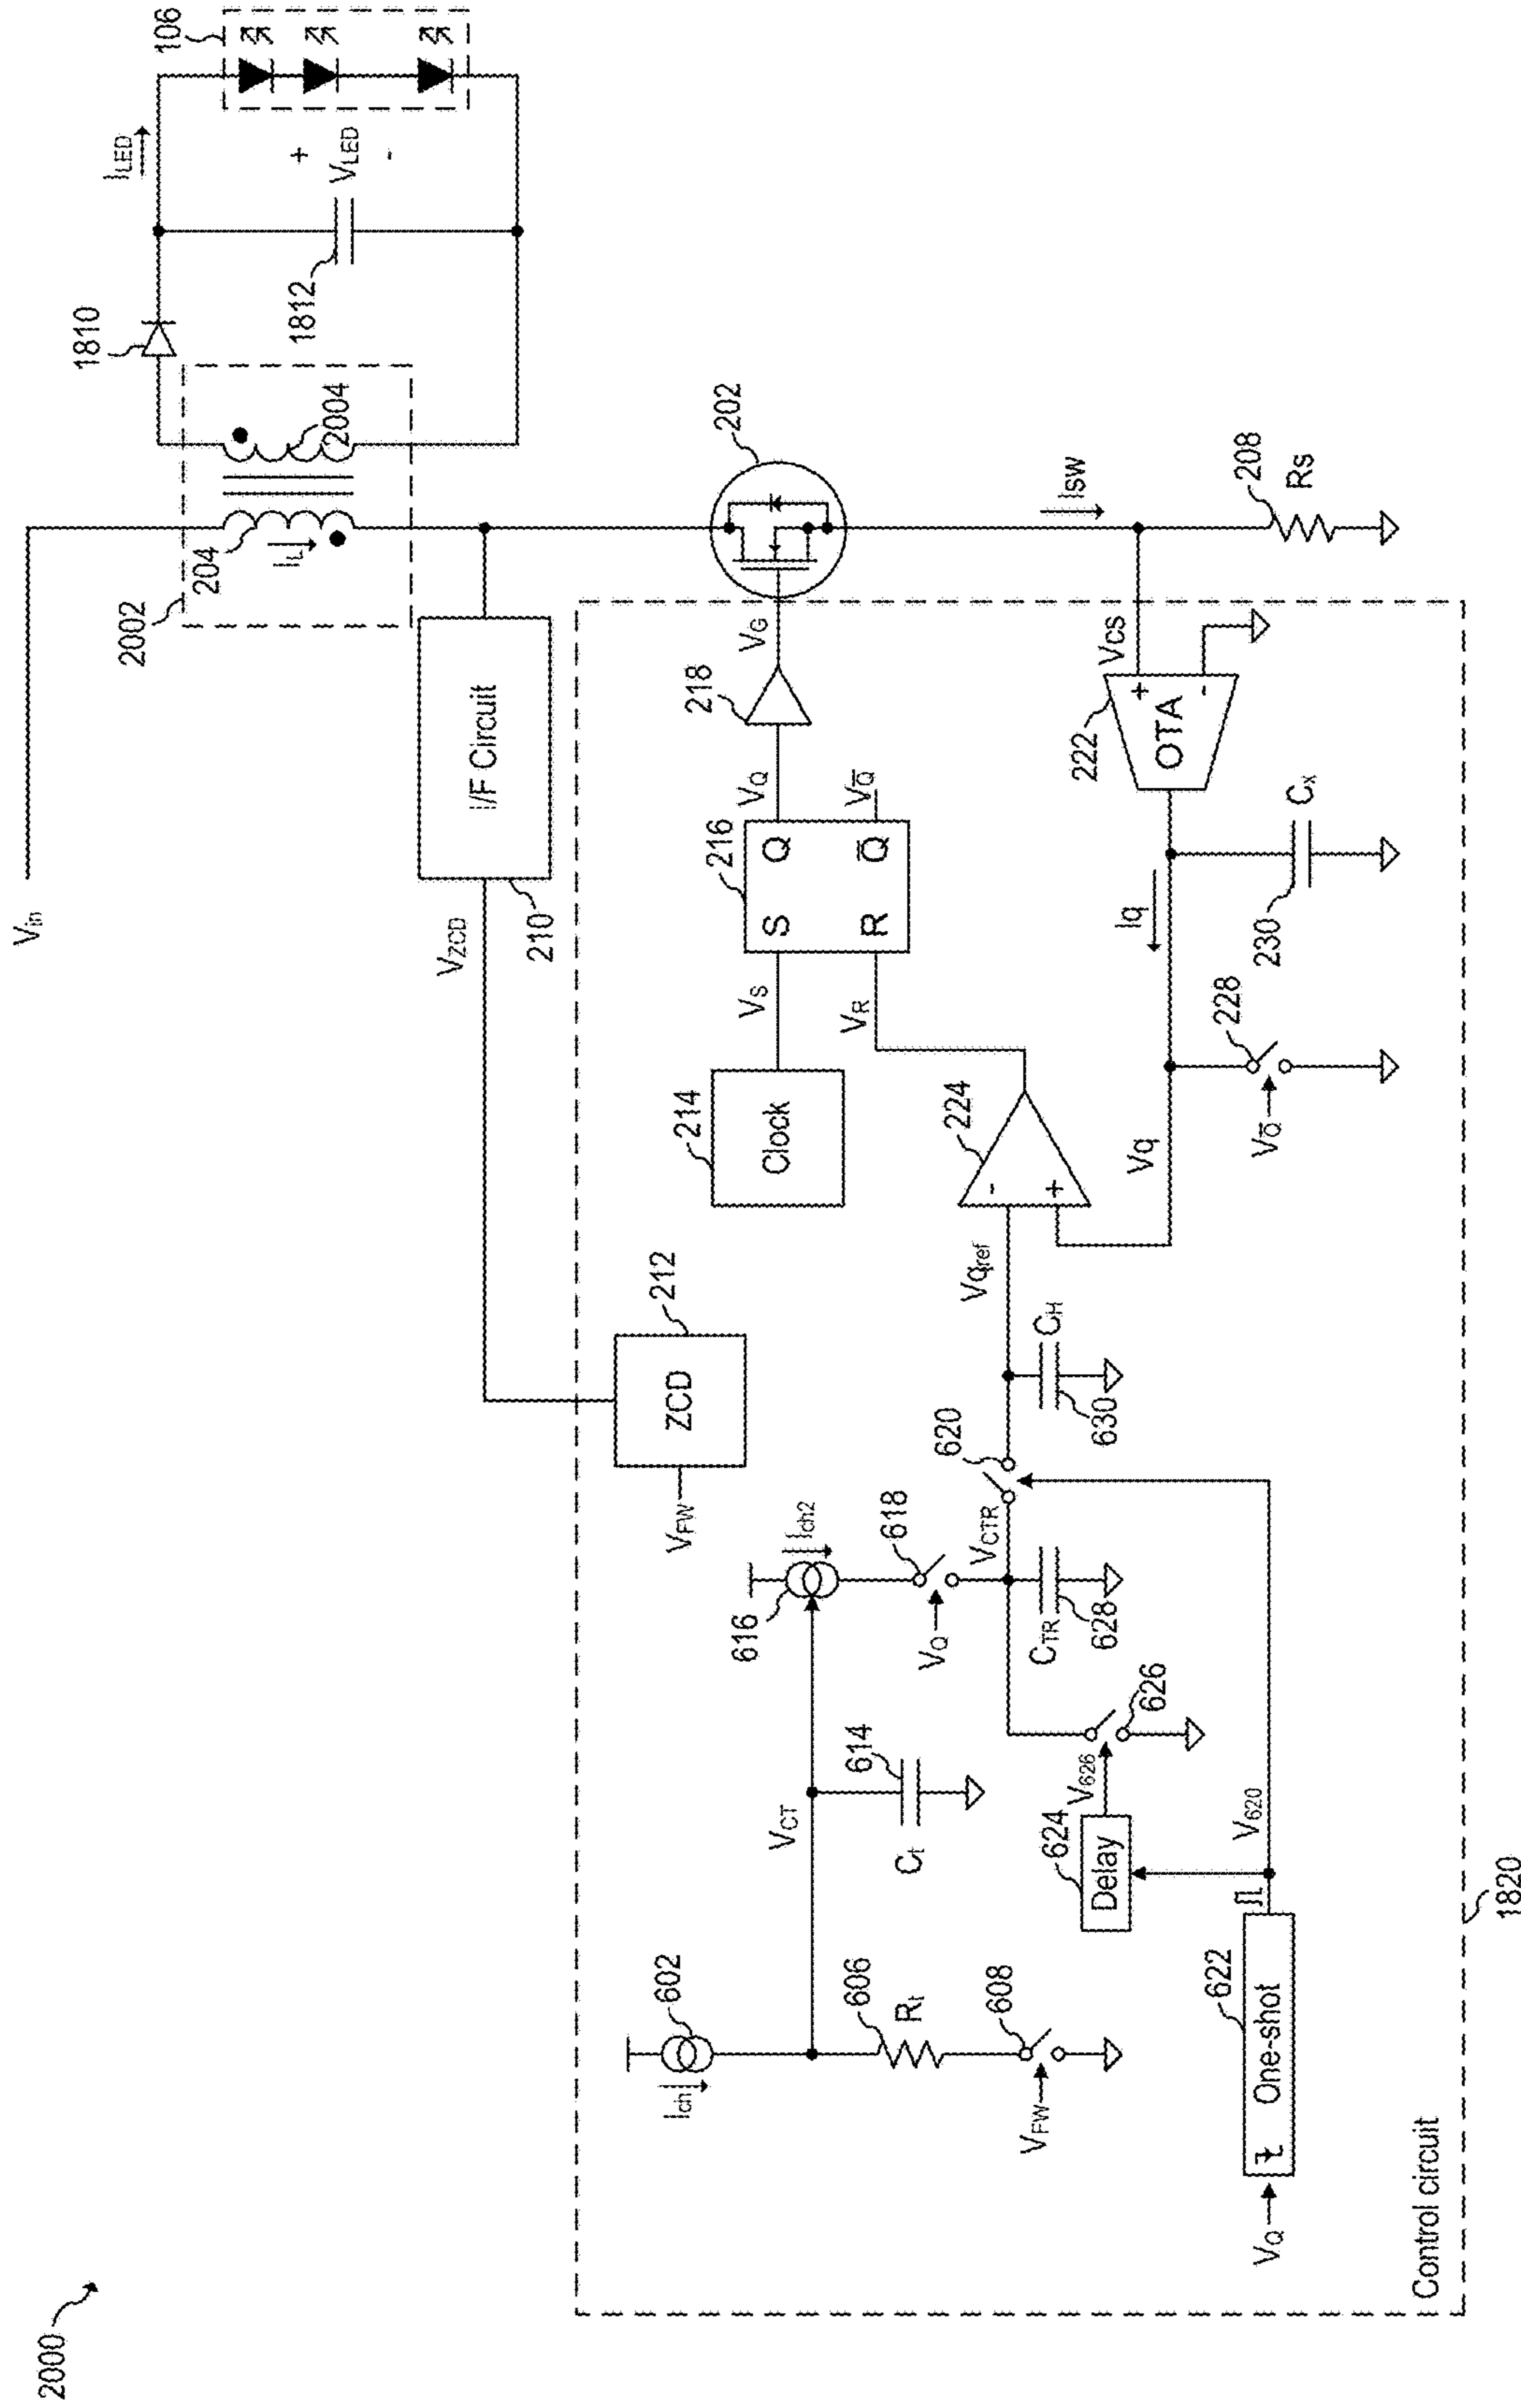 2000
Vin
2002
204
IL
2004
1810
1812
ILED
+
VLED
-
106
I/F Circuit
210
VZCD
202
ISW
208
Rs
ZCD
212
VFW
Clock
214
VS
VR
S
R
Q
Q̅
216
VQ
VQ̅
218
VG
602
Ich
VCT
606
Rt
608
VFW
614
Ct
616
Ich2
618
VQ
VCTR
CTR
628
620
CH
630
Vqref
224
-
+
Vq
Iq
228
VQ̅
230
Cx
222
OTA
+
-
Vcs
626
V626
624
Delay
V620
622
One-shot
VQ
Control circuit
1820